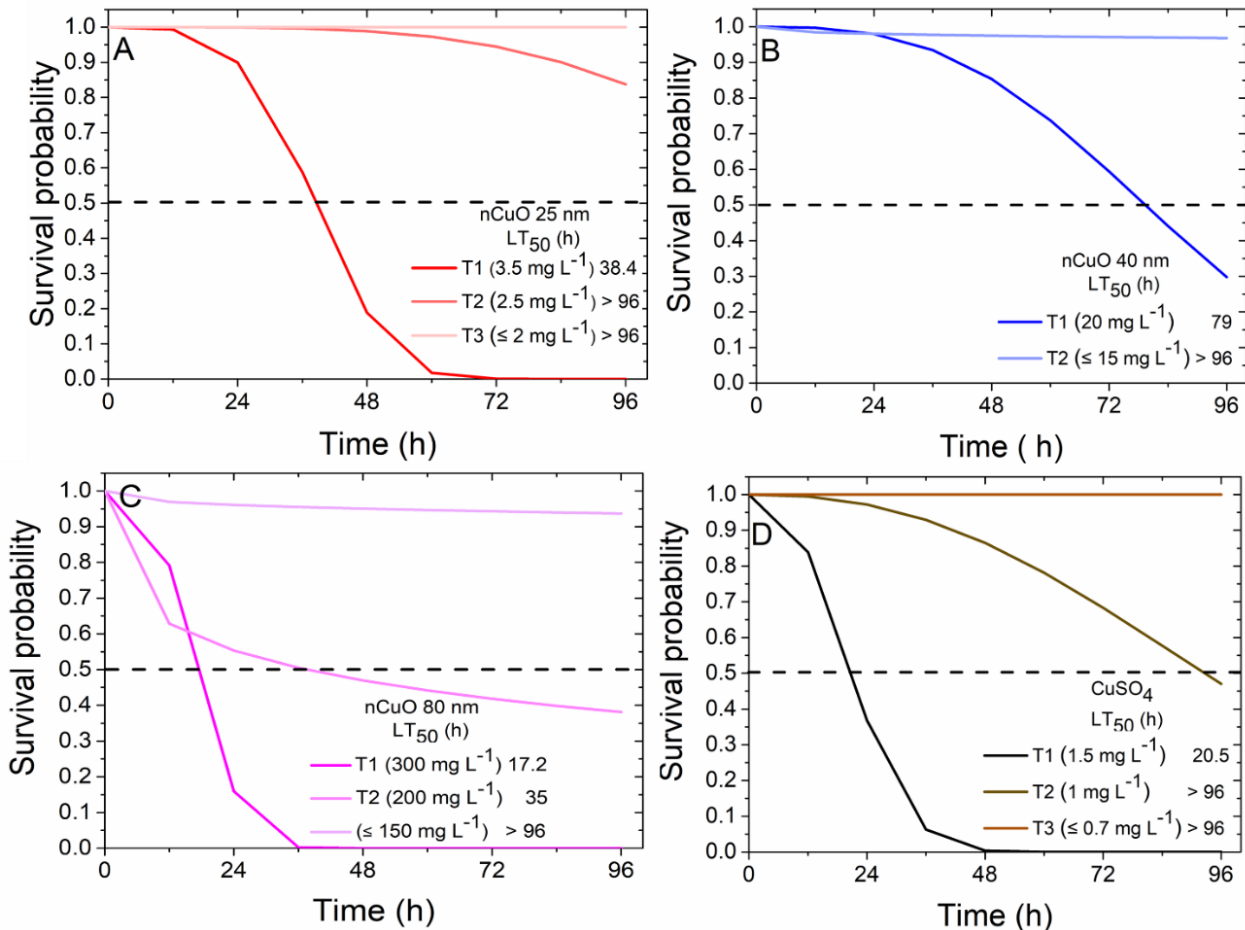 A
Survival probability
1.0
0.9
0.8
0.7
0.6
0.5
0.4
0.3
0.2
0.1
0.0
nCuO 25 nm
LT50 (h)
T1 (3.5 mg L-1) 38.4
T2 (2.5 mg L-1) > 96
T3 (≤ 2 mg L-1) > 96
0 24 48 72 96
Time (h)
B
Survival probability
1.0
0.9
0.8
0.7
0.6
0.5
0.4
0.3
0.2
0.1
0.0
nCuO 40 nm
LT50 (h)
T1 (20 mg L-1) 79
T2 (≤ 15 mg L-1) > 96
0 24 48 72 96
Time ( h)
C
Survival probability
1.0
0.9
0.8
0.7
0.6
0.5
0.4
0.3
0.2
0.1
0.0
nCuO 80 nm
LT50 (h)
T1 (300 mg L-1) 17.2
T2 (200 mg L-1) 35
(≤ 150 mg L-1) > 96
0 24 48 72 96
Time (h)
D
Survival probability
1.0
0.9
0.8
0.7
0.6
0.5
0.4
0.3
0.2
0.1
0.0
CuSO4
LT50 (h)
T1 (1.5 mg L-1) 20.5
T2 (1 mg L-1) > 96
T3 (≤ 0.7 mg L-1) > 96
0 24 48 72 96
Time (h)